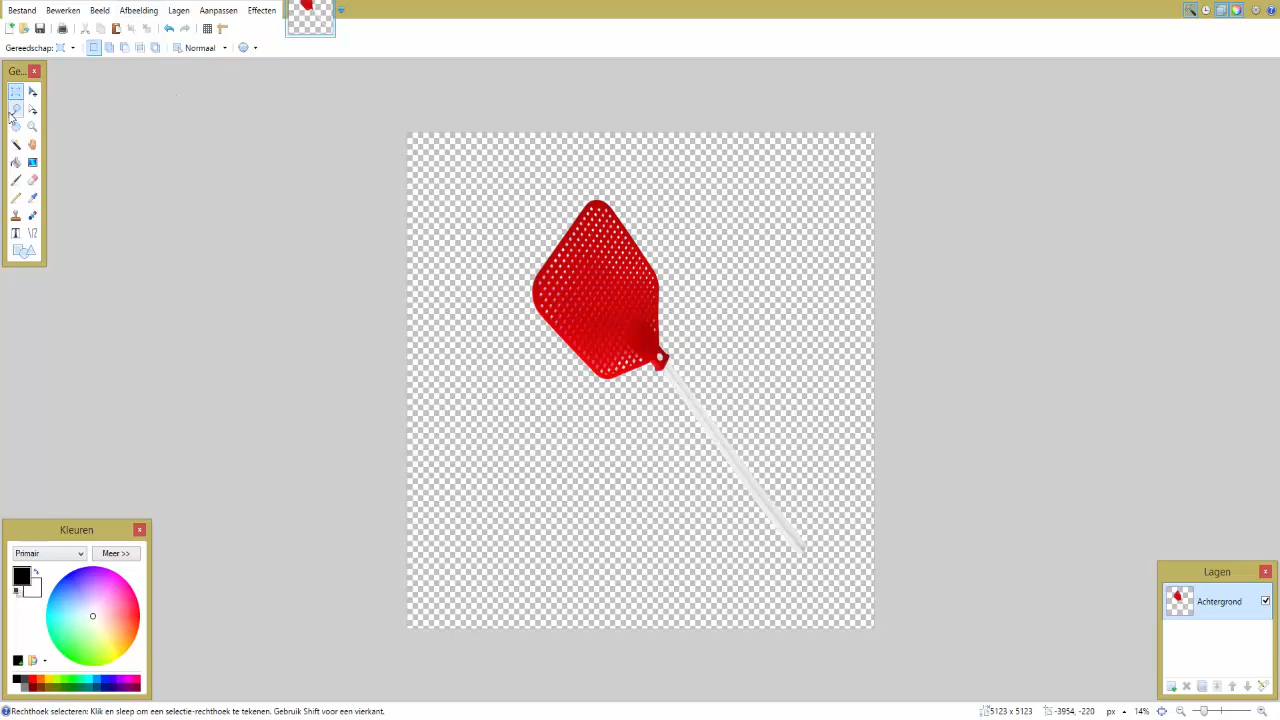 Bestand Bewerken Beeld Afbeelding Lagen Aanpassen Effecten
Gereedschap: Normaal
Ge...
Kleuren
Primair Meer >>
Lagen
Achtergrond
Rechthoek selecteren: Klik en sleep om een selectie-rechthoek te tekenen. Gebruik Shift voor een vierkant. 5123 x 5123 -3954, -220 px 14%